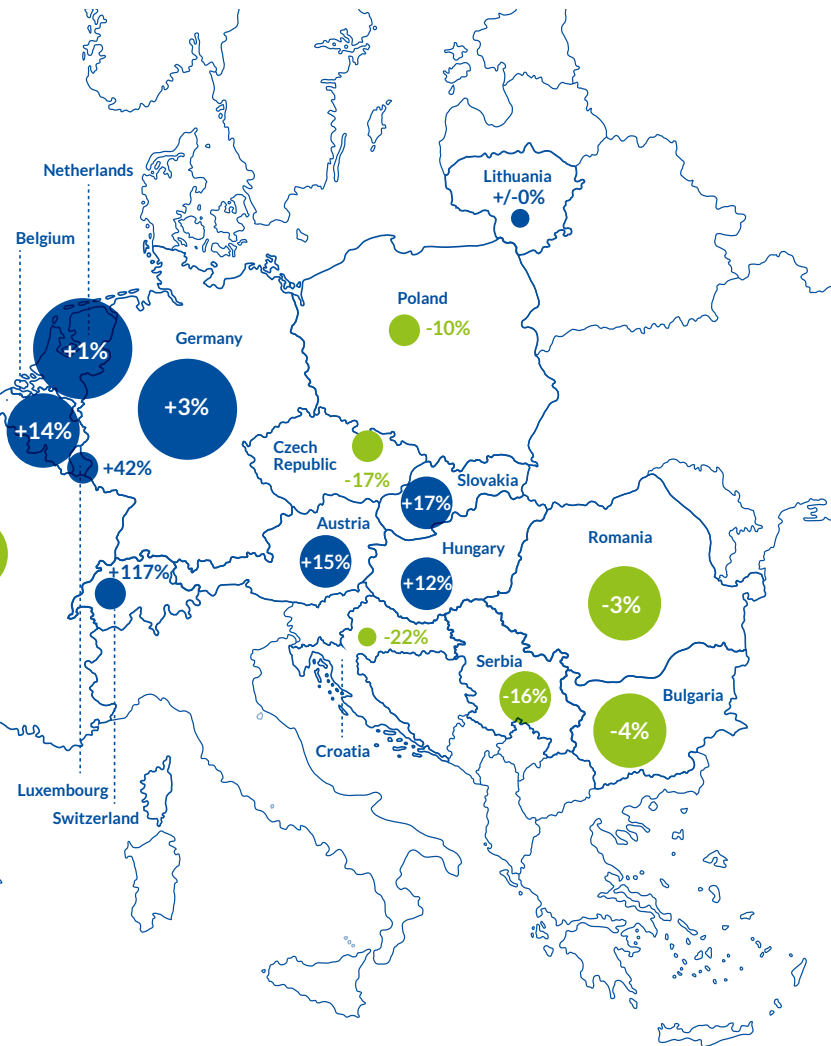 Netherlands
Lithuania
+/-0%
Belgium
Poland
-10%
Germany
+1%
+3%
+14%
Czech
Republic
-17%
+42%
Slovakia
+17%
Austria
+15%
Hungary
+12%
Romania
-3%
+117%
-22%
Serbia
-16%
Bulgaria
-4%
Croatia
Luxembourg
Switzerland